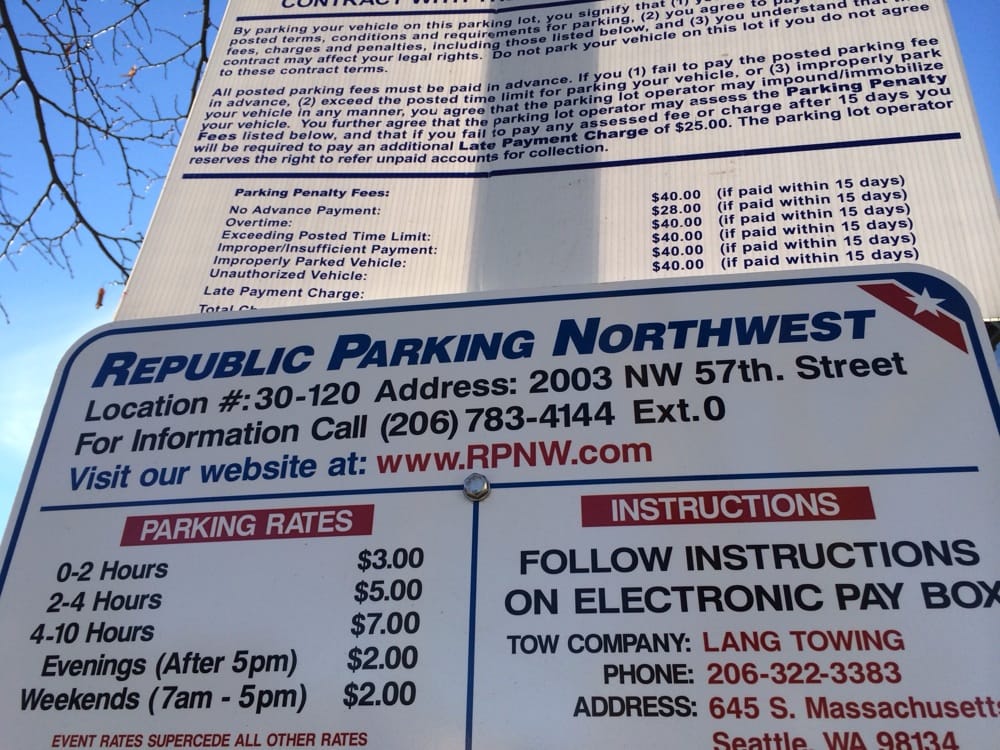 CONTRACT WITH
By parking your vehicle on this parking lot, you signify that (1)
posted terms, conditions and requirements for parking, (2) you agree to pay
fees, charges and penalties, including those listed below, and (3) you understand that
contract may affect your legal rights. Do not park your vehicle on this lot if you do not agree
to these contract terms.
All posted parking fees must be paid in advance. If you (1) fail to pay the posted parking fee
in advance, (2) exceed the posted time limit for parking your vehicle, or (3) improperly park
your vehicle in any manner, you agree that the parking lot operator may impound/immobilize
your vehicle. You further agree that the parking lot operator may assess the Parking Penalty
Fees listed below, and that if you fail to pay any assessed fee or charge after 15 days you
will be required to pay an additional Late Payment Charge of $25.00. The parking lot operator
reserves the right to refer unpaid accounts for collection.
Parking Penalty Fees:
No Advance Payment: $40.00 (if paid within 15 days)
Overtime: $28.00 (if paid within 15 days)
Exceeding Posted Time Limit: $40.00 (if paid within 15 days)
Improper/Insufficient Payment: $40.00 (if paid within 15 days)
Improperly Parked Vehicle: $40.00 (if paid within 15 days)
Unauthorized Vehicle: $40.00 (if paid within 15 days)
Late Payment Charge:
Total
REPUBLIC PARKING NORTHWEST
Location #: 30-120 Address: 2003 NW 57th. Street
For Information Call (206) 783-4144 Ext.0
Visit our website at: www.RPNW.com
PARKING RATES
0-2 Hours $3.00
2-4 Hours $5.00
4-10 Hours $7.00
Evenings (After 5pm) $2.00
Weekends (7am - 5pm) $2.00
EVENT RATES SUPERCEDE ALL OTHER RATES
INSTRUCTIONS
FOLLOW INSTRUCTIONS
ON ELECTRONIC PAY BOX
TOW COMPANY: LANG TOWING
PHONE: 206-322-3383
ADDRESS: 645 S. Massachusetts
Seattle, WA 98134